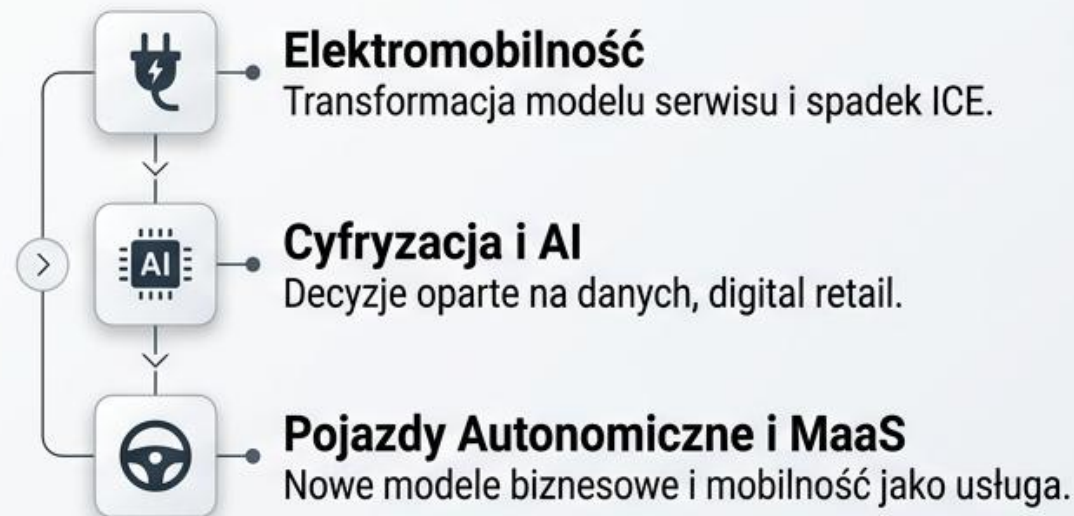 Elektromobilność
Transformacja modelu serwisu i spadek ICE.
AI
Cyfryzacja i AI
Decyzje oparte na danych, digital retail.
Pojazdy Autonomiczne i MaaS
Nowe modele biznesowe i mobilność jako usługa.